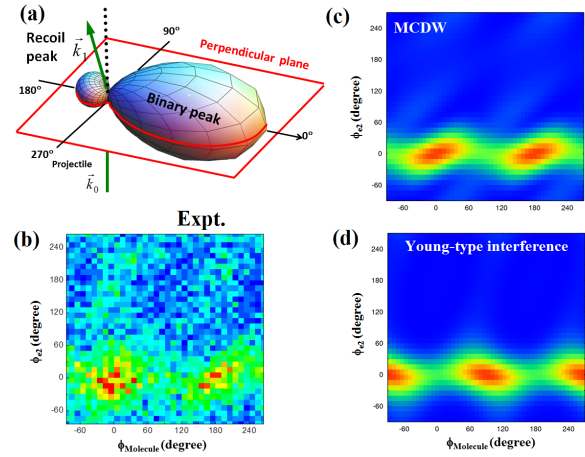 (a)
Recoil peak
k⃗₁
90°
Perpendicular plane
180°
Binary peak
0°
270°
Projectile
k⃗₀
Expt.
(b)
ϕe2 (degree)
240
180
120
60
0
-60
-60 0 60 120 180 240
ϕMolecule (degree)
(c)
MCDW
ϕe2 (degree)
240
180
120
60
0
-60
-60 0 60 120 180 240
(d)
Young-type interference
ϕe2 (degree)
240
180
120
60
0
-60
-60 0 60 120 180 240
ϕMolecule (degree)